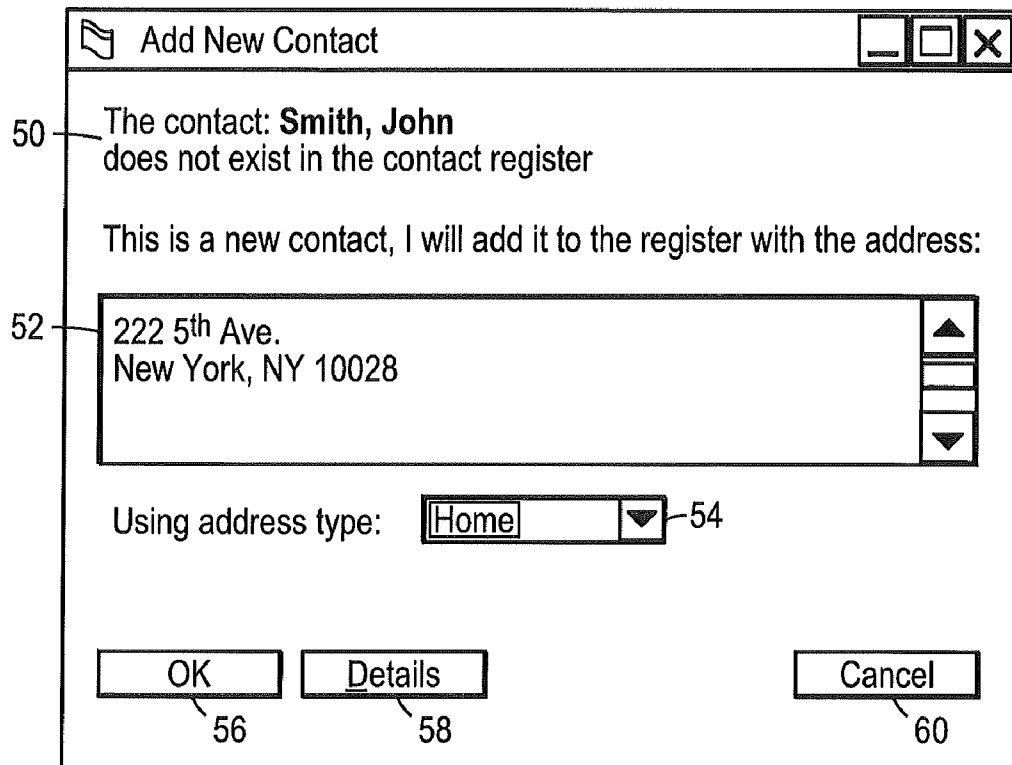 Add New Contact
50
The contact: Smith, John
does not exist in the contact register
This is a new contact, I will add it to the register with the address:
52
222 5th Ave.
New York, NY 10028
Using address type: Home 54
OK Details Cancel
56 58 60